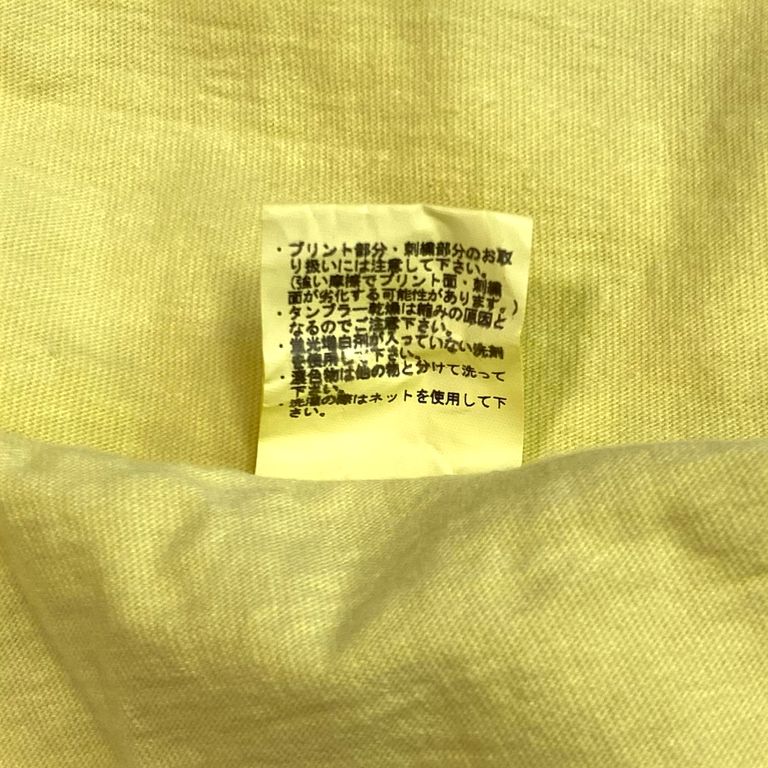 ・プリント部分・刺繍部分のお取
り扱いには注意して下さい。
(強い摩擦でプリント面・刺繍
面が劣化する可能性があります。)
・タンブラー乾燥は縮みの原因と
なるのでご注意下さい。
・蛍光増白剤が入っていない洗剤
を使用して下さい。
・濃色物は他の物と分けて洗って
下さい。
・洗濯の際はネットを使用して下
さい。